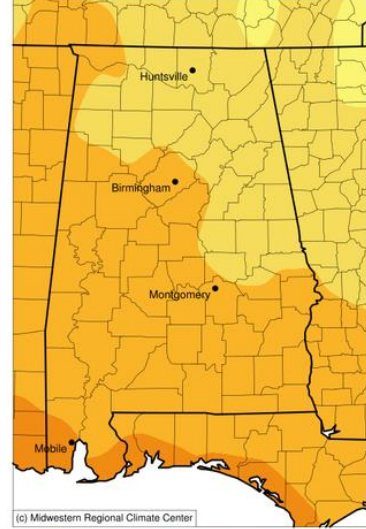 Huntsville
Birmingham
Montgomery
Mobile
(c) Midwestern Regional Climate Center